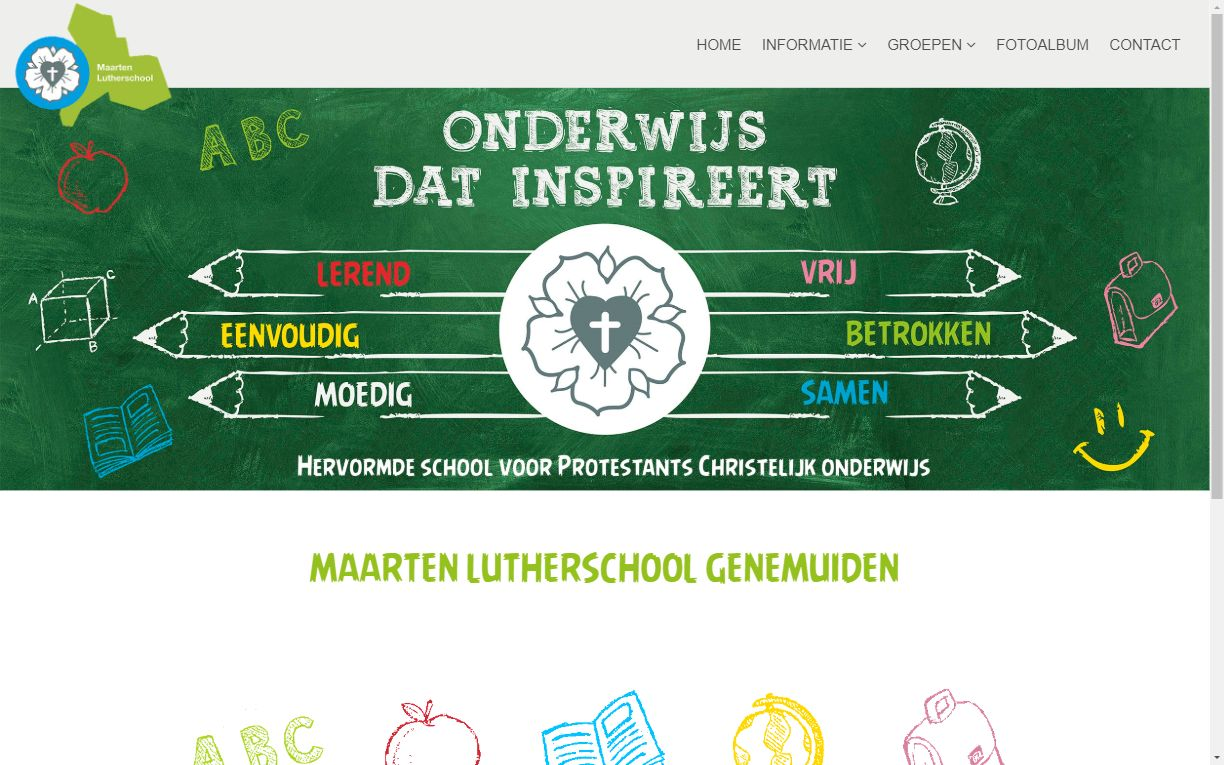 Maarten
Lutherschool
HOME INFORMATIE GROEPEN FOTOALBUM CONTACT
ABC
ONDERWIJS
DAT INSPIREERT
LEREND
VRIJ
EENVOUDIG
BETROKKEN
MOEDIG
SAMEN
A
B
C
HERVORMDE SCHOOL VOOR PROTESTANTS CHRISTELIJK ONDERWIJS
MAARTEN LUTHERSCHOOL GENEMUIDEN
ABC